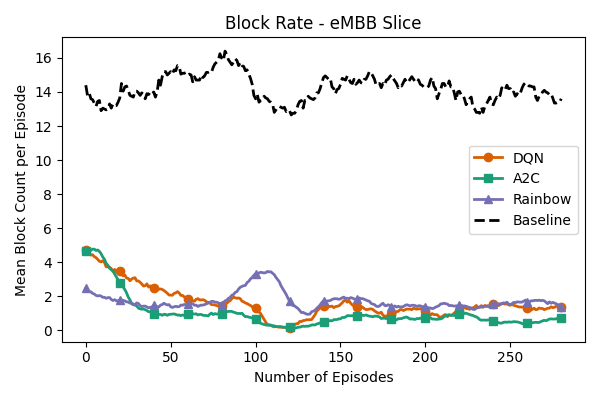 Block Rate - eMBB Slice
Mean Block Count per Episode
16
14
12
10
8
6
4
2
0
DQN
A2C
Rainbow
Baseline
0 50 100 150 200 250
Number of Episodes